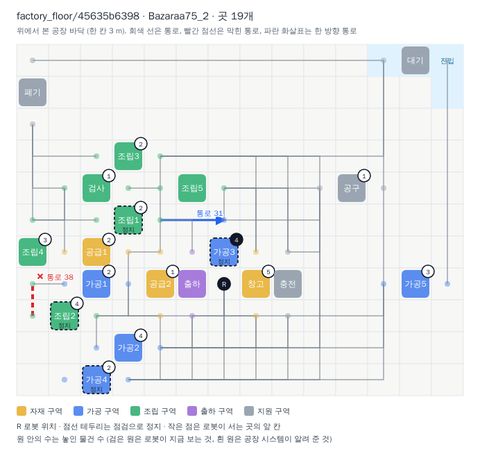 factory_floor/45635b6398 · Bazaraa75_2 · 곳 19개
위에서 본 공장 바닥 (한 칸 3 m). 회색 선은 통로, 빨간 점선은 막힌 통로, 파란 화살표는 한 방향 통로
대기
폐기
조립3 2
검사 1
조립5
공구 1
조립1 2
정지
통로 31
조립4 3
공급1 2
가공3 4
정지
통로 38
가공1 2
공급2 1
출하
R
창고 5
충전
가공5 3
조립2 4
정지
가공2 4
가공4 2
정지
자재 구역
가공 구역
조립 구역
출하 구역
지원 구역
R 로봇 위치 · 선 테두리는 점검으로 정지 · 작은 점은 로봇이 서는 곳의 앞 칸
원 안의 수는 놓인 물건 수 (검은 원은 로봇이 지금 보는 것, 흰 원은 공장 시스템이 알려 준 것)